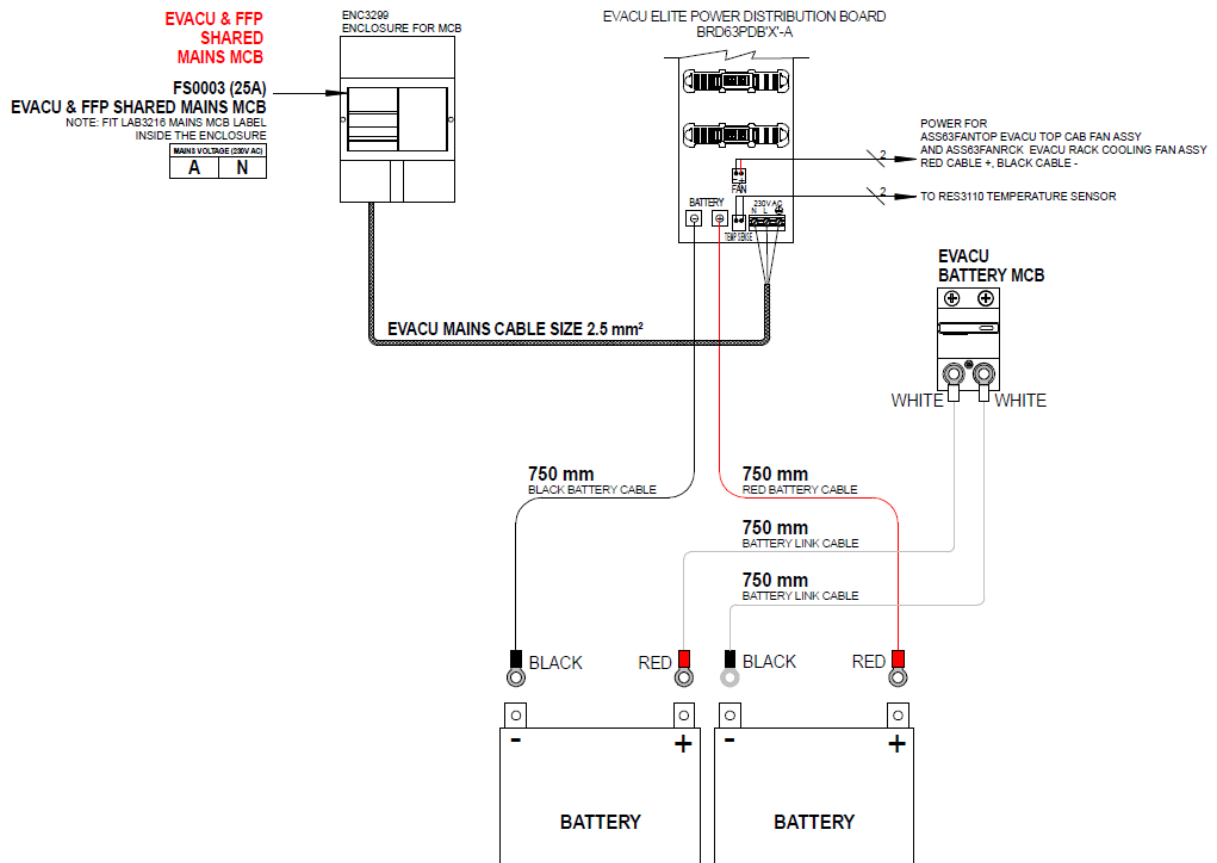 EVACU & FFP
SHARED
MAINS MCB
FS0003 (25A)
EVACU & FFP SHARED MAINS MCB
NOTE: FIT LAB3216 MAINS MCB LABEL
INSIDE THE ENCLOSURE
MAINS VOLTAGE (230V AC)
A N
ENC3299
ENCLOSURE FOR MCB
EVACU ELITE POWER DISTRIBUTION BOARD
BRD63PDB'X'-A
FAN
BATTERY
230V AC
N L
TEMP SENSE
- +
2
POWER FOR
ASS63FANTOP EVACU TOP CAB FAN ASSY
AND ASS63FANRCK EVACU RACK COOLING FAN ASSY
RED CABLE +, BLACK CABLE -
2
TO RES3110 TEMPERATURE SENSOR
EVACU
BATTERY MCB
WHITE WHITE
EVACU MAINS CABLE SIZE 2.5 mm²
750 mm
BLACK BATTERY CABLE
750 mm
RED BATTERY CABLE
750 mm
BATTERY LINK CABLE
750 mm
BATTERY LINK CABLE
BLACK RED BLACK RED
- + - +
BATTERY BATTERY